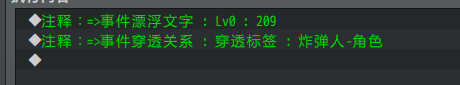 ◆注释：=>事件漂浮文字 : Lv0 : 209
◆注释：=>事件穿透关系 : 穿透标签 : 炸弹人-角色
◆